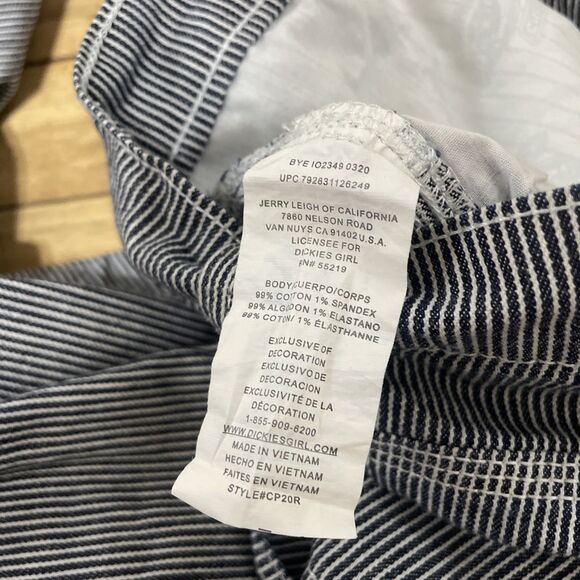 BYE IO2349 0320
UPC 792831126249
JERRY LEIGH OF CALIFORNIA
7860 NELSON ROAD
VAN NUYS CA 91402 U.S.A.
LICENSEE FOR
DICKIES GIRL
RN# 55219
BODY/CUERPO/CORPS
99% COTTON 1% SPANDEX
99% ALGODON 1% ELASTANO
99% COTTON/ 1% ÉLASTHANNE
EXCLUSIVE OF
DECORATION
EXCLUSIVO DE
DECORACION
EXCLUSIVITÉ DE LA
DÉCORATION
1-855-909-6200
WWW.DICKIESGIRL.COM
MADE IN VIETNAM
HECHO EN VIETNAM
FAITES EN VIETNAM
STYLE#CP20R